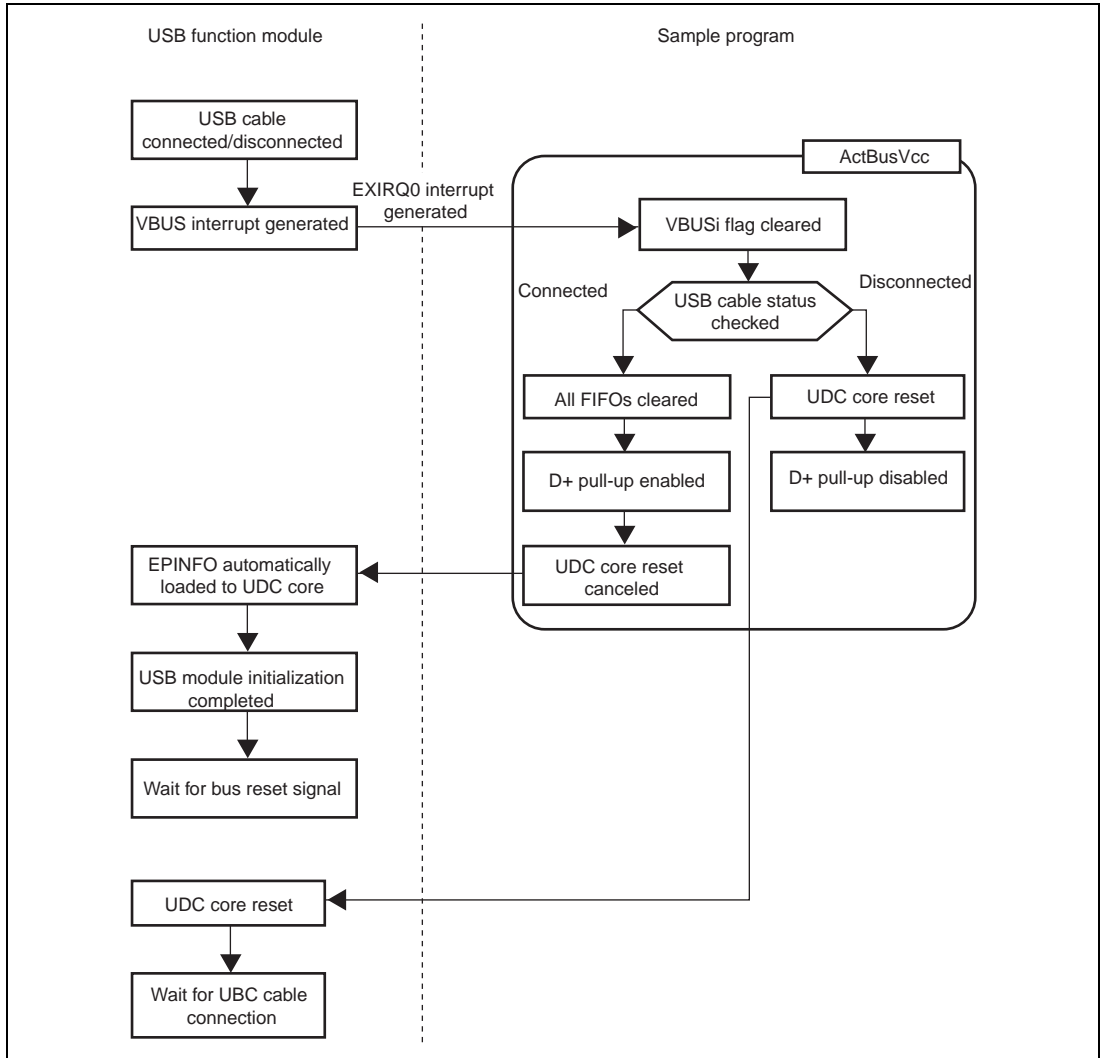 USB function module
Sample program
USB cable
connected/disconnected
VBUS interrupt generated
EXIRQ0 interrupt
generated
ActBusVcc
VBUSi flag cleared
Connected
USB cable status
checked
Disconnected
All FIFOs cleared
UDC core reset
D+ pull-up enabled
D+ pull-up disabled
UDC core reset
canceled
EPINFO automatically
loaded to UDC core
USB module initialization
completed
Wait for bus reset signal
UDC core reset
Wait for UBC cable
connection